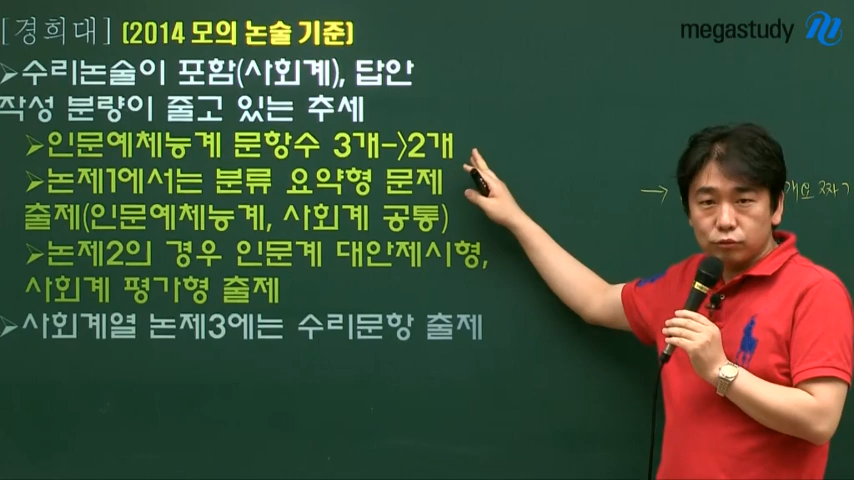 [경희대] (2014 모의 논술 기준)
megastudy
➢수리논술이 포함(사회계), 답안
작성 분량이 줄고 있는 추세
➢인문예체능계 문항수 3개->2개
➢논제1에서는 분류 요약형 문제
출제(인문예체능계, 사회계 공통)
➢논제2의 경우 인문계 대안제시형,
사회계 평가형 출제
➢사회계열 논제3에는 수리문항 출제
→ 개요 짜기